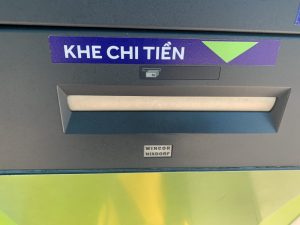 KHE CHI TIỀN
WINCOR
NIXDORF